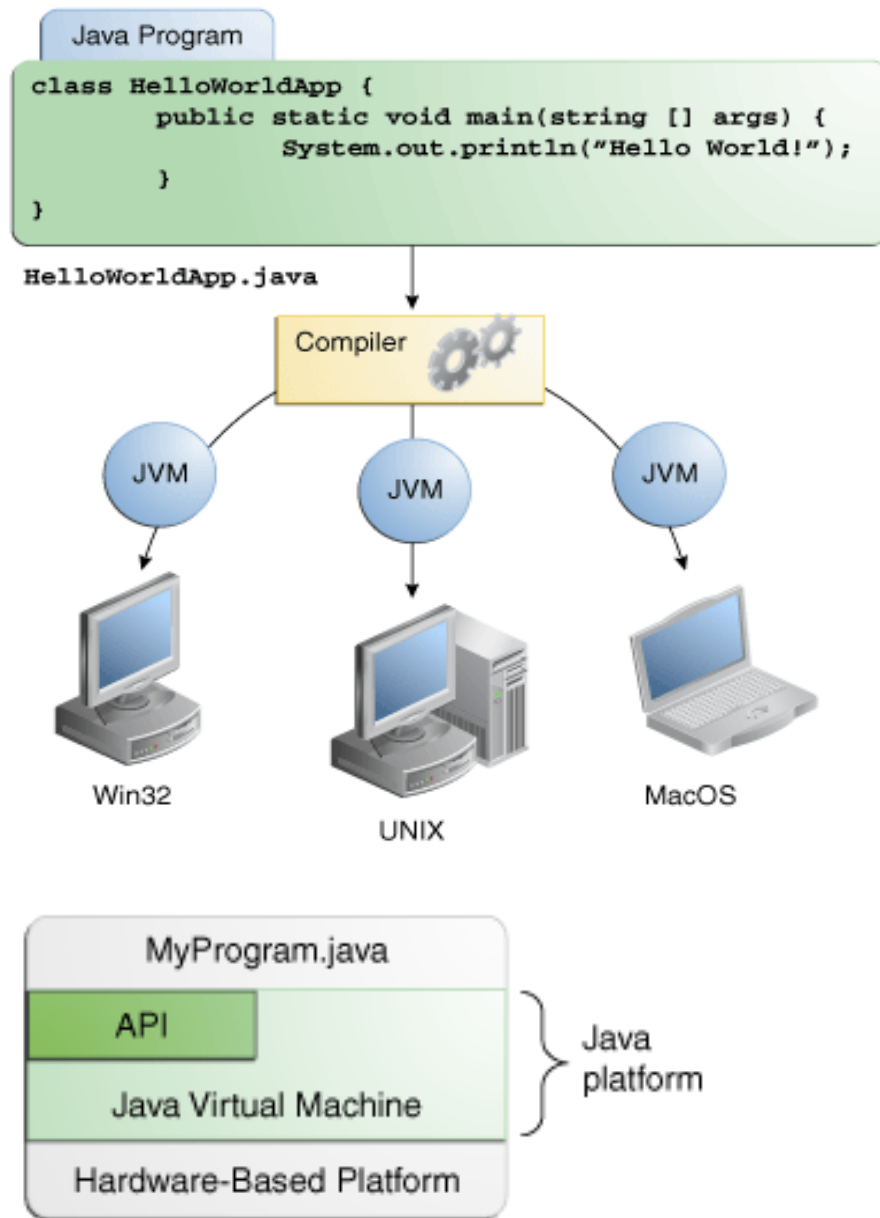 Java Program
class HelloWorldApp {
public static void main(string [] args) {
System.out.println("Hello World!”);
}
}
HelloWorldApp.java
Compiler
JVM
JVM
JVM
Win32
UNIX
MacOS
MyProgram.java
API
Java Virtual Machine
Java
platform
Hardware-Based Platform